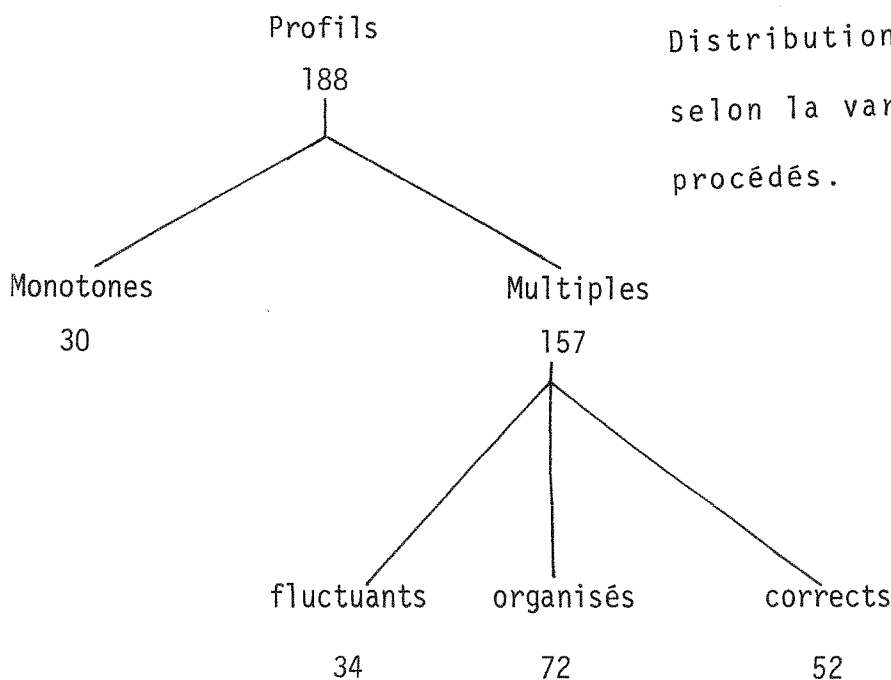 Profils
188
Distribution
selon la var
procédés.
Monotones
Multiples
30
157
fluctuants organisés corrects
34 72 52